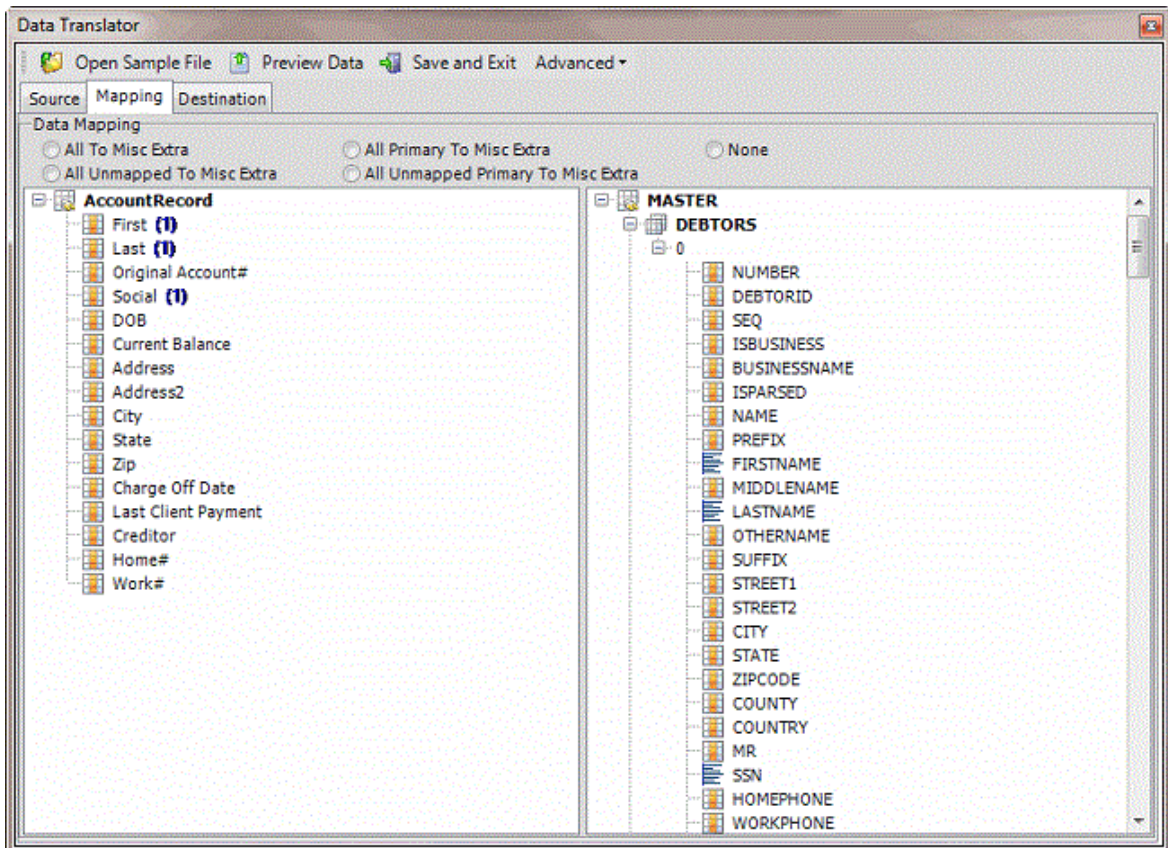 Data Translator
Open Sample File Preview Data Save and Exit Advanced
Source Mapping Destination
Data Mapping
All To Misc Extra All Primary To Misc Extra None
All Unmapped To Misc Extra All Unmapped Primary To Misc Extra
AccountRecord
First (1)
Last (1)
Original Account#
Social (1)
DOB
Current Balance
Address
Address2
City
State
Zip
Charge Off Date
Last Client Payment
Creditor
Home#
Work#
MASTER
DEBTORS
0
NUMBER
DEBTORID
SEQ
ISBUSINESS
BUSINESSNAME
ISPARSED
NAME
PREFIX
FIRSTNAME
MIDDLENAME
LASTNAME
OTHERNAME
SUFFIX
STREET1
STREET2
CITY
STATE
ZIPCODE
COUNTY
COUNTRY
MR
SSN
HOMEPHONE
WORKPHONE